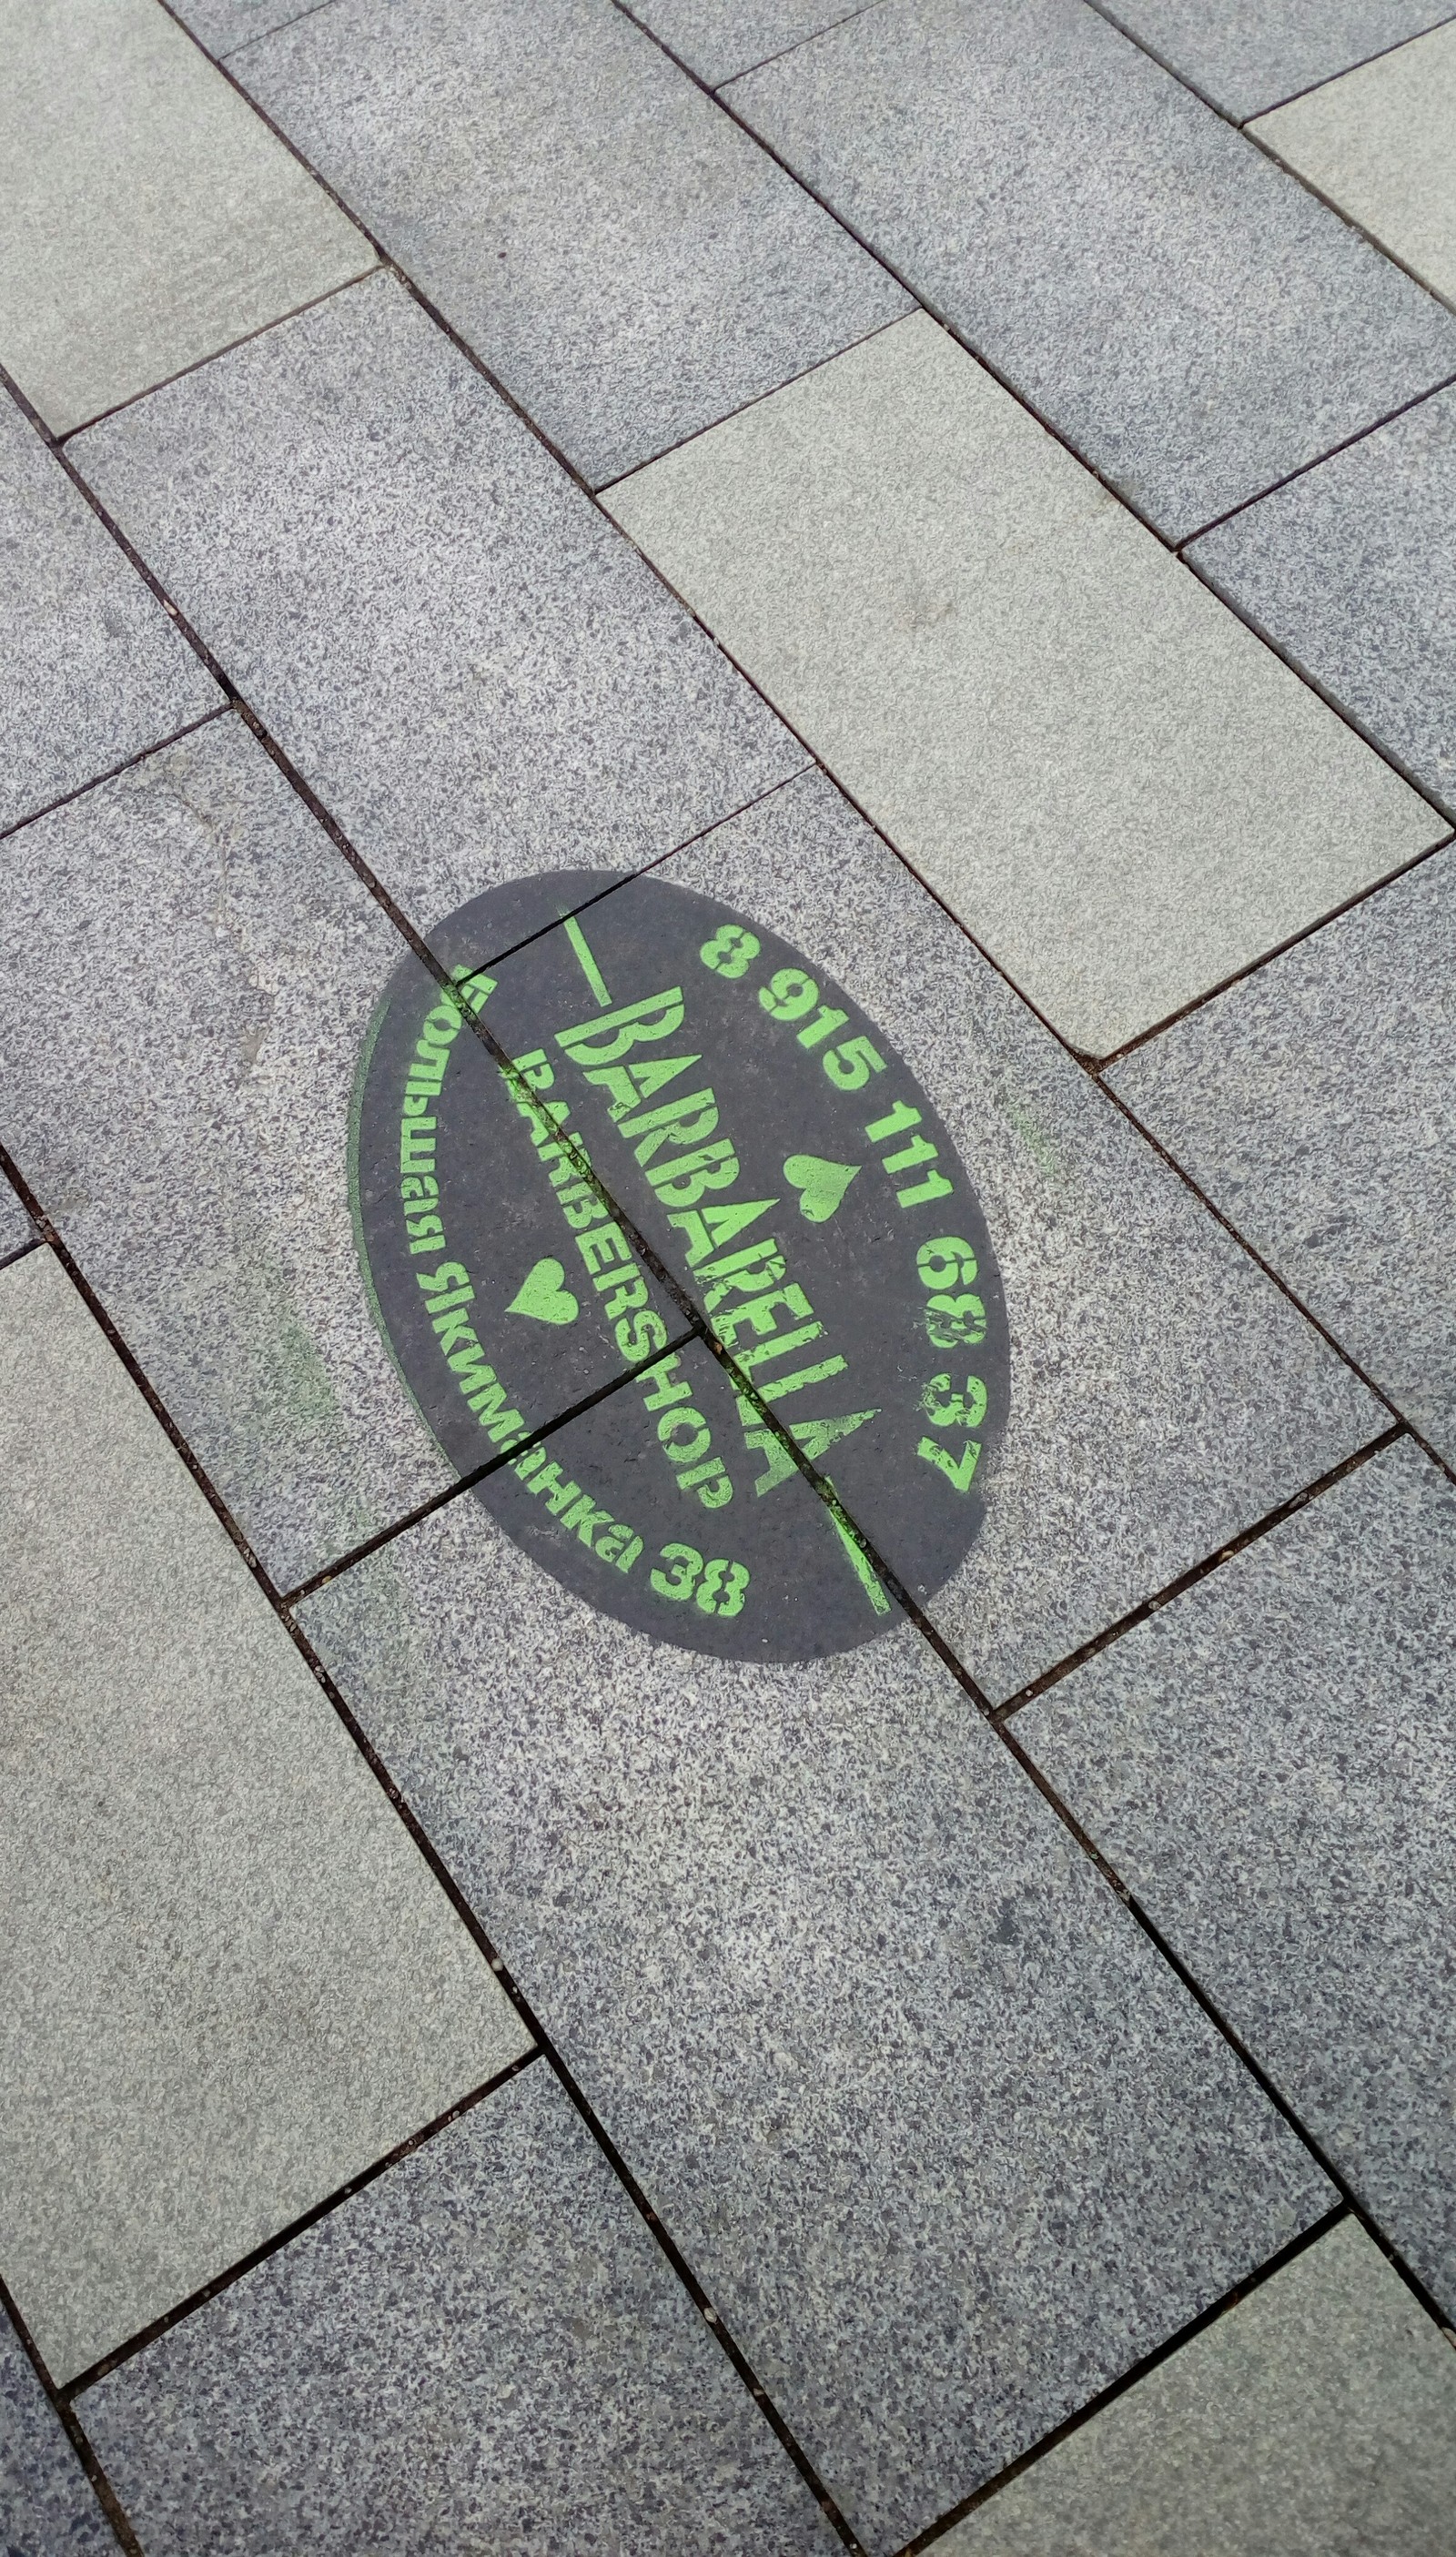 8 915 111 68 37
BARBARELLA
BARBERSHOP
Большая Якиманка 38